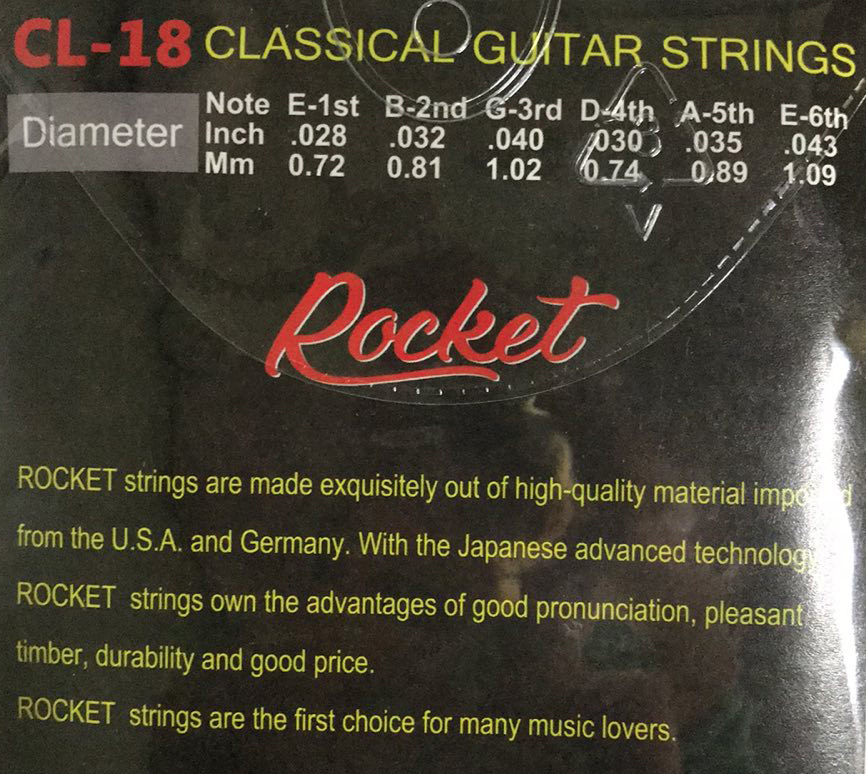 CL-18 CLASSICAL GUITAR STRINGS
Diameter
Note E-1st B-2nd G-3rd D-4th A-5th E-6th
Inch .028 .032 .040 .030 .035 .043
Mm 0.72 0.81 1.02 0.74 0.89 1.09
Rocket
ROCKET strings are made exquisitely out of high-quality material
from the U.S.A. and Germany. With the Japanese advanced technology
ROCKET strings own the advantages of good pronunciation, pleasant
timber, durability and good price.
ROCKET strings are the first choice for many music lovers.